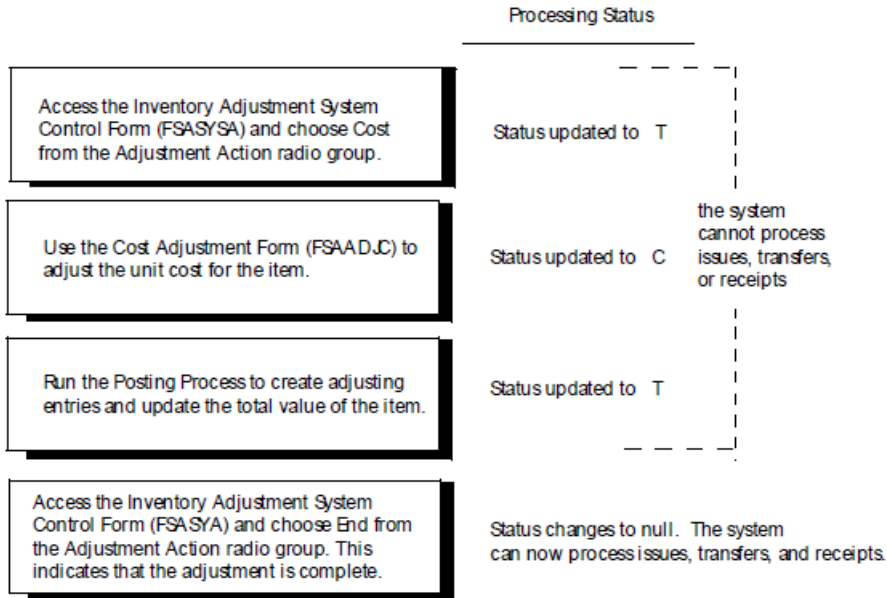 Processing Status
Access the Inventory Adjustment System
Control Form (FSASYSA) and choose Cost
from the Adjustment Action radio group.
Status updated to T
Use the Cost Adjustment Form (FSAADJC) to
adjust the unit cost for the item.
Status updated to C
the system
cannot process
issues, transfers,
or receipts
Run the Posting Process to create adjusting
entries and update the total value of the item.
Status updated to T
Access the Inventory Adjustment System
Control Form (FSASYA) and choose End from
the Adjustment Action radio group. This
indicates that the adjustment is complete.
Status changes to null. The system
can now process issues, transfers, and receipts.